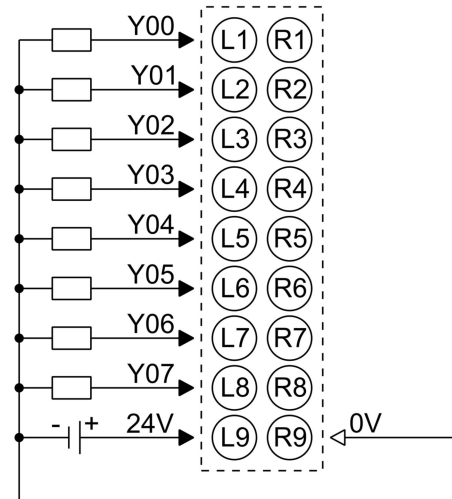 Y00 L1 R1
Y01 L2 R2
Y02 L3 R3
Y03 L4 R4
Y04 L5 R5
Y05 L6 R6
Y06 L7 R7
Y07 L8 R8
- + 24V L9 R9 0V